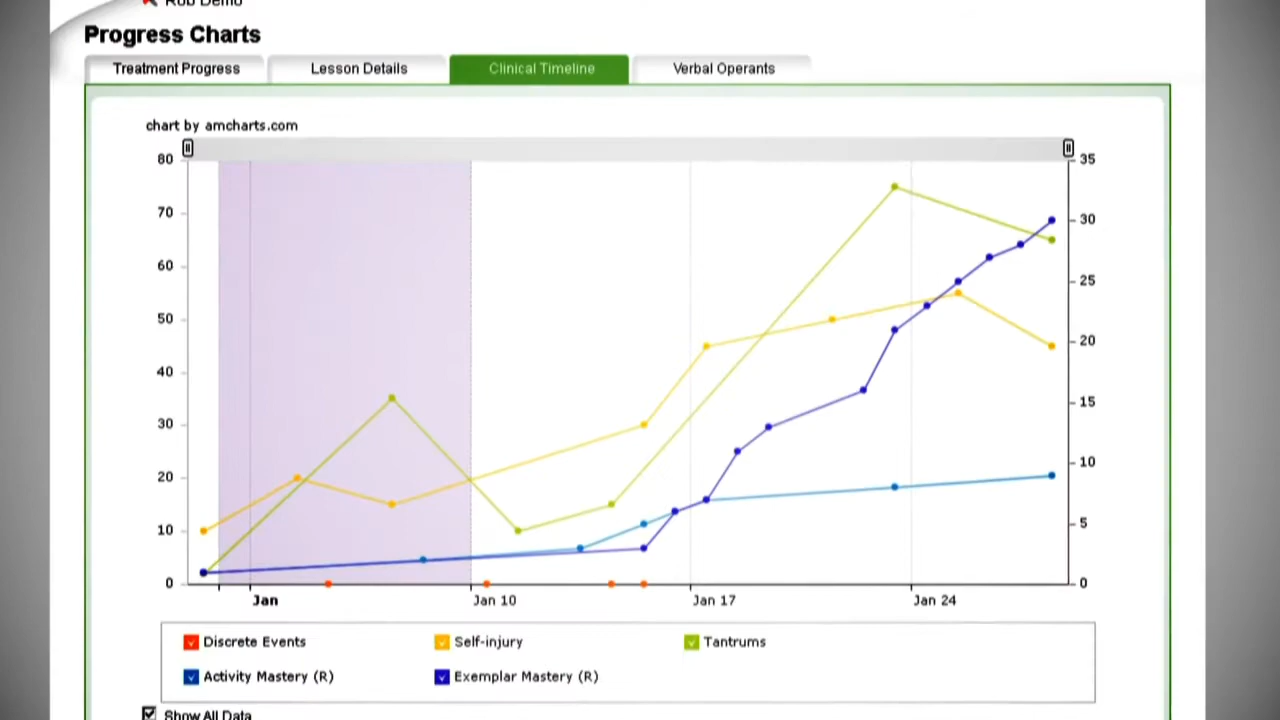 Rob Demo
Progress Charts
Treatment Progress Lesson Details Clinical Timeline Verbal Operants
chart by amcharts.com
80 35
70 30
60 25
50 20
40 15
30 10
20 5
10 0
0
Jan Jan 10 Jan 17 Jan 24
Discrete Events Self-injury Tantrums
Activity Mastery (R) Exemplar Mastery (R)
Show All Data